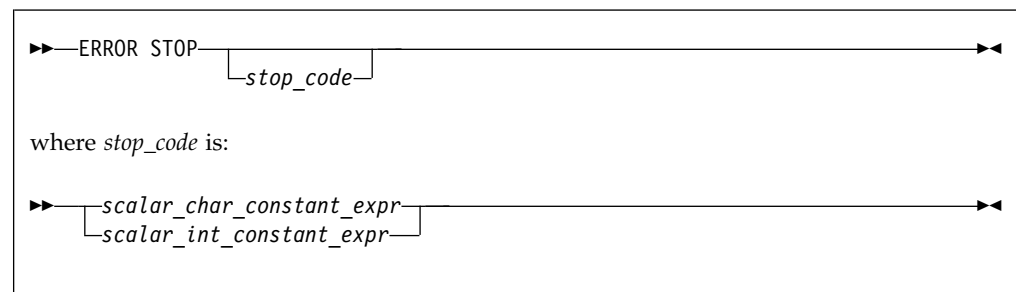 ERROR STOP
stop_code
where stop_code is:
scalar_char_constant_expr
scalar_int_constant_expr